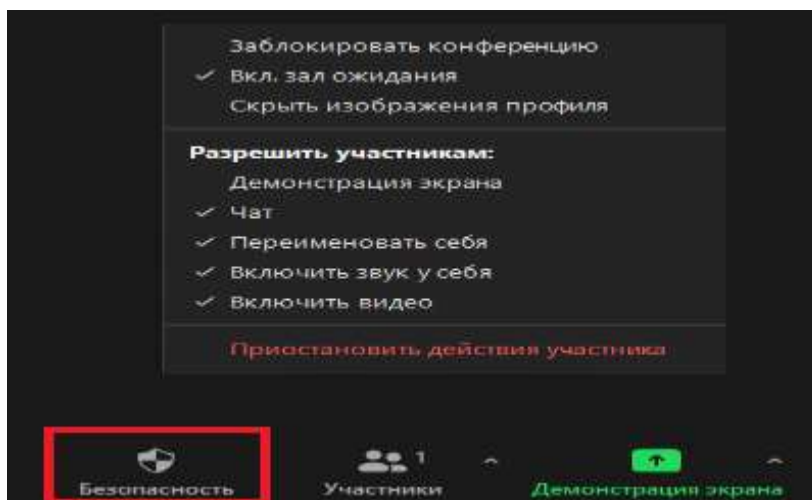 Заблокировать конференцию
✓ Вкл. зал ожидания
Скрыть изображения профиля
Разрешить участникам:
Демонстрация экрана
✓ Чат
✓ Переименовать себя
✓ Включить звук у себя
✓ Включить видео
Приостановить действия участника
Безопасность
Участники 1
Демонстрация экрана